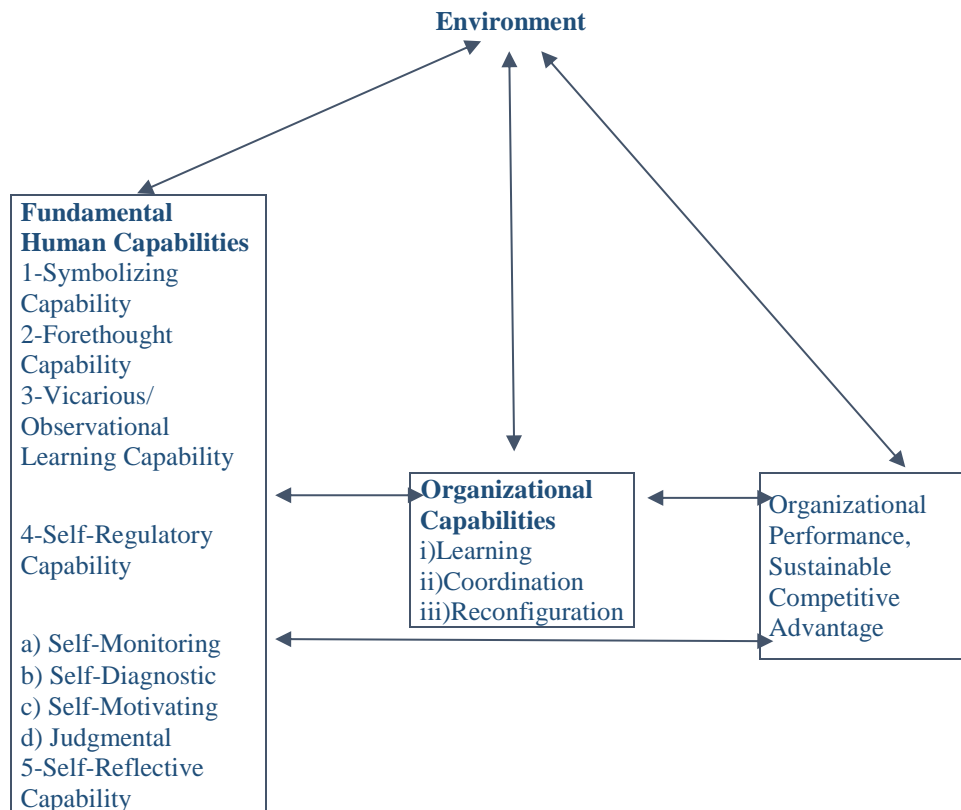 Environment
Fundamental
Human Capabilities
1-Symbolizing
Capability
2-Forethought
Capability
3-Vicarious/
Observational
Learning Capability
4-Self-Regulatory
Capability
a) Self-Monitoring
b) Self-Diagnostic
c) Self-Motivating
d) Judgmental
5-Self-Reflective
Capability
Organizational
Capabilities
i)Learning
ii)Coordination
iii)Reconfiguration
Organizational
Performance,
Sustainable
Competitive
Advantage